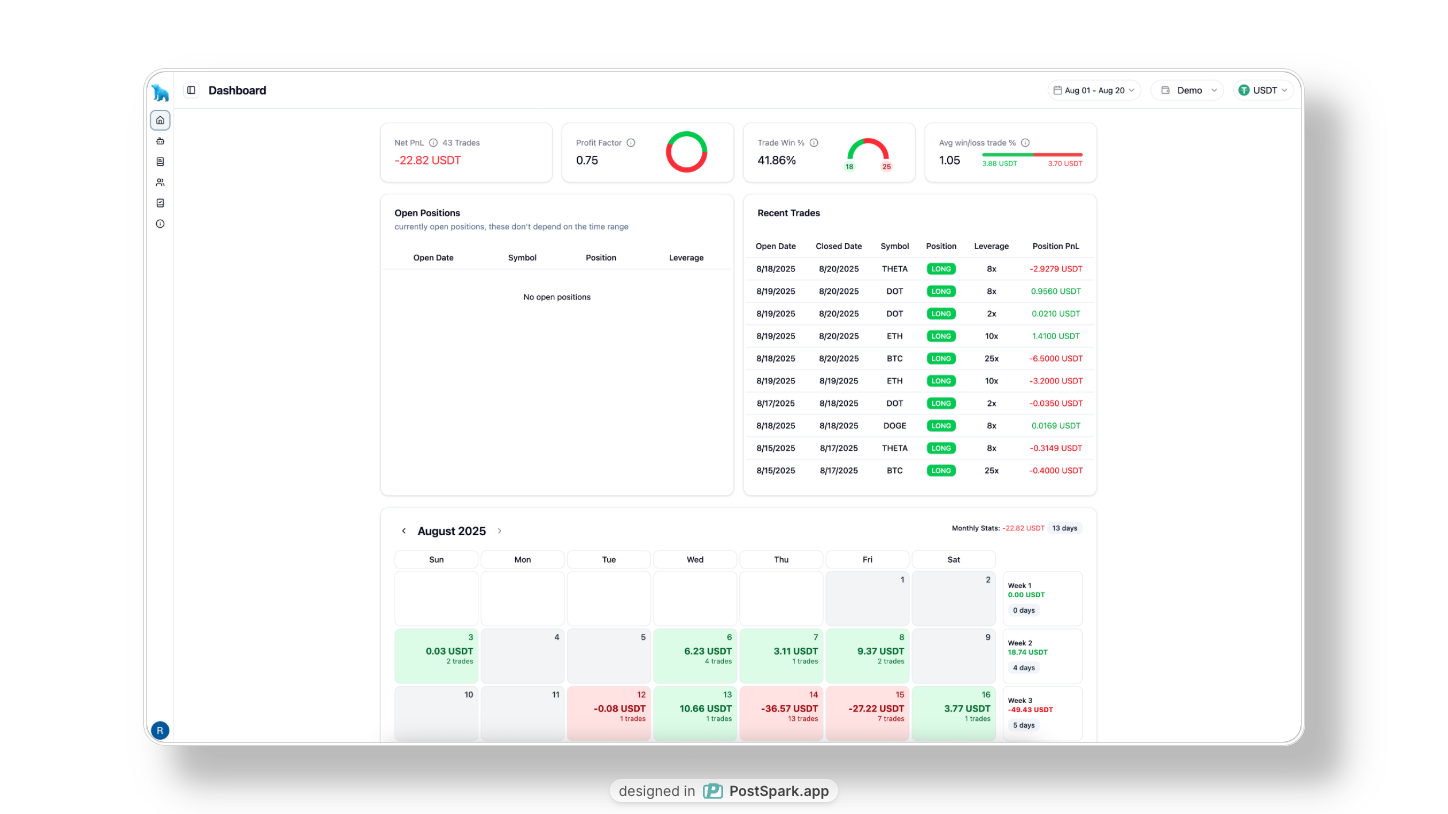 Dashboard
Aug 01 - Aug 20
Demo
T USDT
Net PnL 43 Trades
-22.82 USDT
Profit Factor
0.75
Trade Win %
41.86%
18 25
Avg win/loss trade %
1.05
3.88 USDT 3.70 USDT
Open Positions
currently open positions, these don't depend on the time range
Open Date Symbol Position Leverage
No open positions
Recent Trades
Open Date Closed Date Symbol Position Leverage Position PnL
8/18/2025 8/20/2025 THETA LONG 8x -2.9279 USDT
8/19/2025 8/20/2025 DOT LONG 8x 0.9560 USDT
8/19/2025 8/20/2025 DOT LONG 2x 0.0210 USDT
8/19/2025 8/20/2025 ETH LONG 10x 1.4100 USDT
8/18/2025 8/20/2025 BTC LONG 25x -6.5000 USDT
8/19/2025 8/19/2025 ETH LONG 10x -3.2000 USDT
8/17/2025 8/18/2025 DOT LONG 2x -0.0350 USDT
8/18/2025 8/18/2025 DOGE LONG 8x 0.0169 USDT
8/15/2025 8/17/2025 THETA LONG 8x -0.3149 USDT
8/15/2025 8/17/2025 BTC LONG 25x -0.4000 USDT
August 2025
Monthly Stats: -22.82 USDT 13 days
Sun Mon Tue Wed Thu Fri Sat
1 2
Week 1
0.00 USDT
0 days
3 4 5 6 7 8 9
0.03 USDT 6.23 USDT 3.11 USDT 9.37 USDT
2 trades 4 trades 1 trades 2 trades
Week 2
18.74 USDT
4 days
10 11 12 13 14 15 16
-0.08 USDT 10.66 USDT -36.57 USDT -27.22 USDT 3.77 USDT
1 trades 1 trades 13 trades 7 trades 1 trades
Week 3
-49.43 USDT
5 days
R
designed in P PostSpark.app